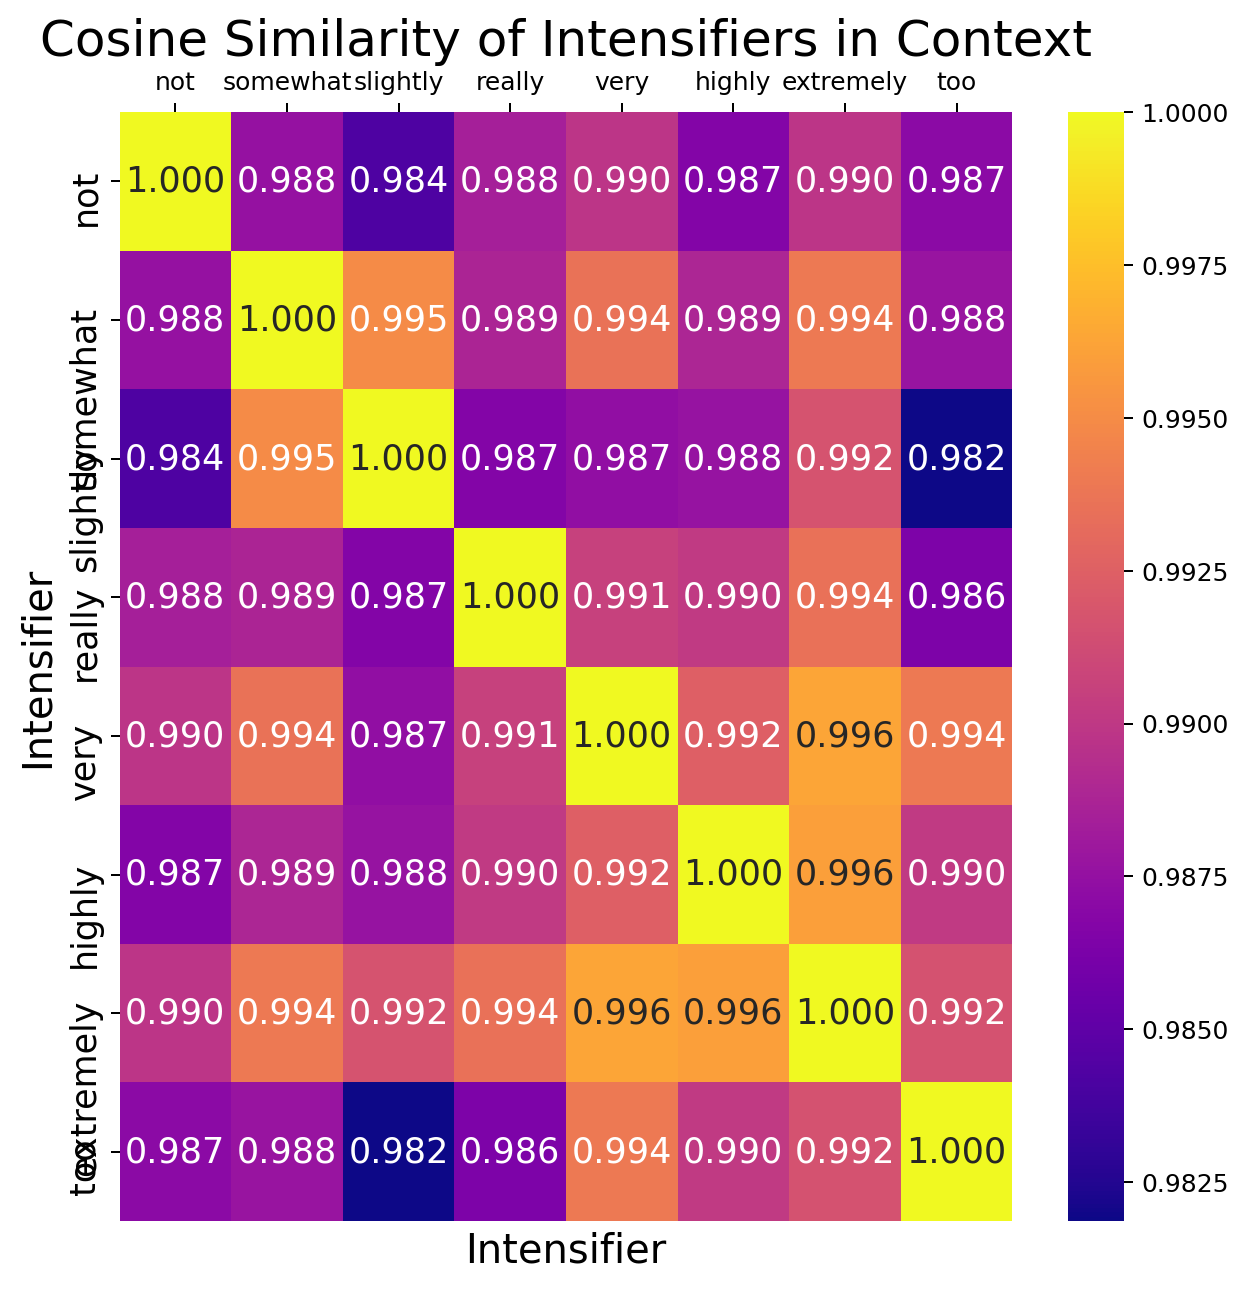 Cosine Similarity of Intensifiers in Context
not somewhat slightly really very highly extremely too
not 1.000 0.988 0.984 0.988 0.990 0.987 0.990 0.987
somewhat 0.988 1.000 0.995 0.989 0.994 0.989 0.994 0.988
slightly 0.984 0.995 1.000 0.987 0.987 0.988 0.992 0.982
really 0.988 0.989 0.987 1.000 0.991 0.990 0.994 0.986
very 0.990 0.994 0.987 0.991 1.000 0.992 0.996 0.994
highly 0.987 0.989 0.988 0.990 0.992 1.000 0.996 0.990
extremely 0.990 0.994 0.992 0.994 0.996 0.996 1.000 0.992
too 0.987 0.988 0.982 0.986 0.994 0.990 0.992 1.000
Intensifier
Intensifier
1.0000
0.9975
0.9950
0.9925
0.9900
0.9875
0.9850
0.9825